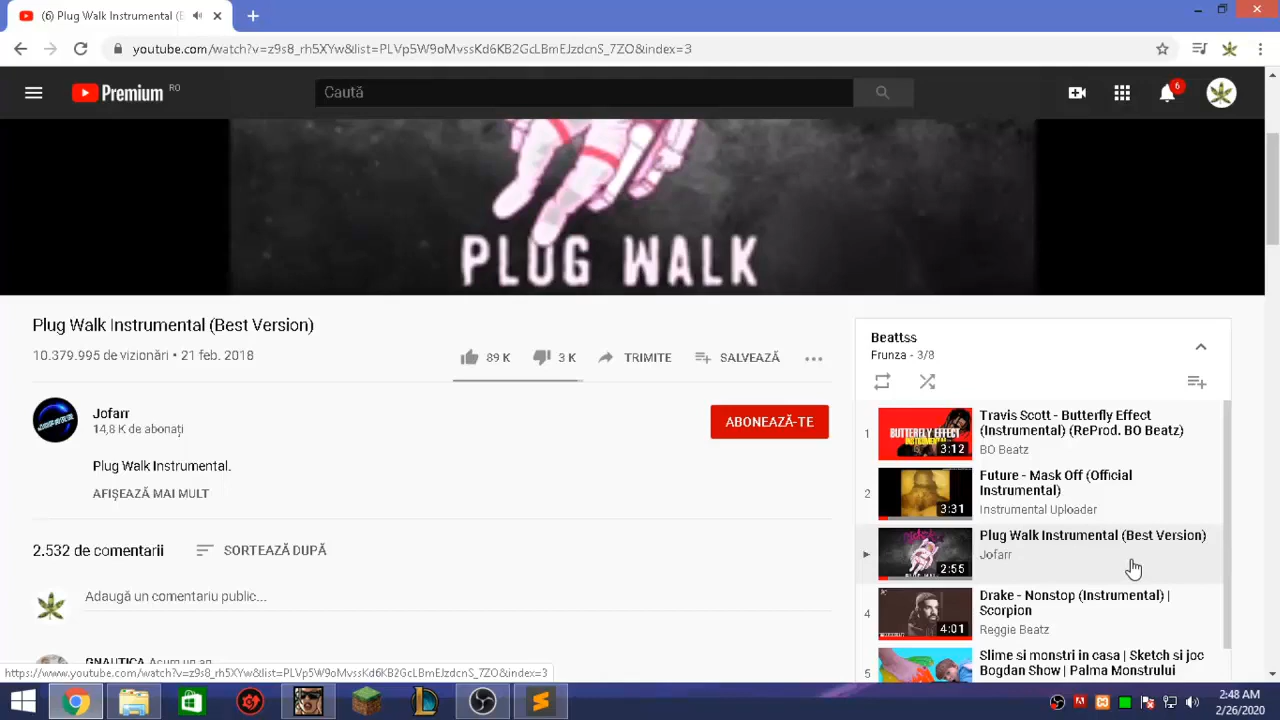 (6) Plug Walk Instrumental (B
youtube.com/watch?v=z9s8_rh5XYw&list=PLVp5W9oMvssKd6KB2GcLBmEJzdcnS_7ZO&index=3
Premium RO
Caută
6
PLUG WALK
Plug Walk Instrumental (Best Version)
10.379.995 de vizionări • 21 feb. 2018
89 K
3 K
TRIMITE
SALVEAZĂ
Jofarr
14,8 K de abonați
ABONEAZĂ-TE
Plug Walk Instrumental.
AFIȘEAZĂ MAI MULT
2.532 de comentarii
SORTEAZĂ DUPĂ
Adaugă un comentariu public...
GNAUTICA Acum un an
Beattss
Frunza - 3/8
1
BUTTERFLY EFFECT
INSTRUMENTAL
3:12
Travis Scott - Butterfly Effect
(Instrumental) (ReProd. BO Beatz)
BO Beatz
2
3:31
Future - Mask Off (Official
Instrumental)
Instrumental Uploader
PLUG WALK
2:55
Plug Walk Instrumental (Best Version)
Jofarr
4
4:01
Drake - Nonstop (Instrumental) |
Scorpion
Reggie Beatz
5
Slime si monstri in casa | Sketch si joc
Bogdan Show | Palma Monstrului
https://www.youtube.com/watch?v=z9s8_rh5XYw&list=PLVp5W9oMvssKd6KB2GcLBmEJzdcnS_7ZO&index=3
2:48 AM
2/26/2020